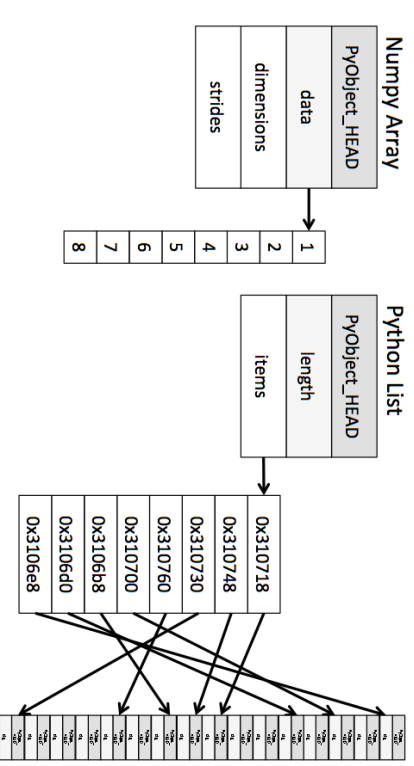 Numpy Array
PyObject_HEAD
data
dimensions
strides
1
2
3
4
5
6
7
8
Python List
PyObject_HEAD
length
items
0x310718
0x310748
0x310730
0x310760
0x310700
0x3106b8
0x3106d0
0x3106e8